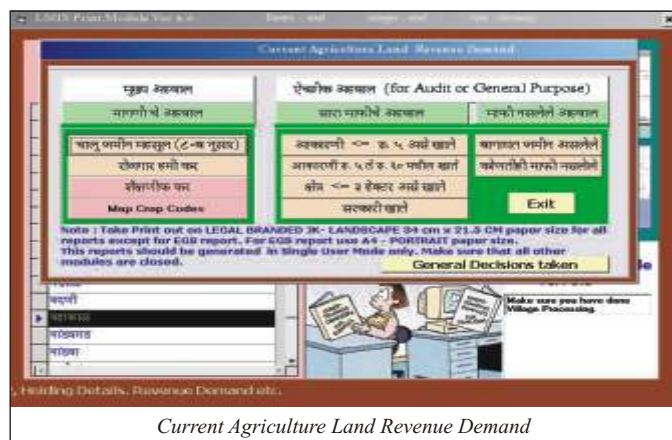 LMIS Print Module Ver
Current Agriculture Land Revenue Demand
मुख्य अहवाल
ऐच्छीक अहवाल (for Audit or General Purpose)
मागणीचे अहवाल
सारा माफीचे अहवाल
माफी नसलेले अहवाल
चालु जमीन महसूल (८-ब नुसार)
आकारणी <= रु. ५ असे खाते
बागायत जमीन असलेले
रोजगार हमी कर
आकारणी रु. ५ ते रु. १० मधील खाते
शैक्षणीक कर
क्षेत्र <= ३ हेक्टर असे खाते
Map Crop Codes
सरकारी खाते
Exit
Note : Take Print out on LEGAL BRANDED JK- LANDSCAPE 34 cm x 21.5 CM paper size for all
reports except for EGS report. For EGS report use A4 - PORTRAIT paper size.
This reports should be generated in Single User Mode only. Make sure that all other
modules are closed.
General Decisions taken
वदणी
Make sure you have done
Village Processing.
नांदवगड
नांदवा
, Holding Details, Revenue Demand etc.
Current Agriculture Land Revenue Demand